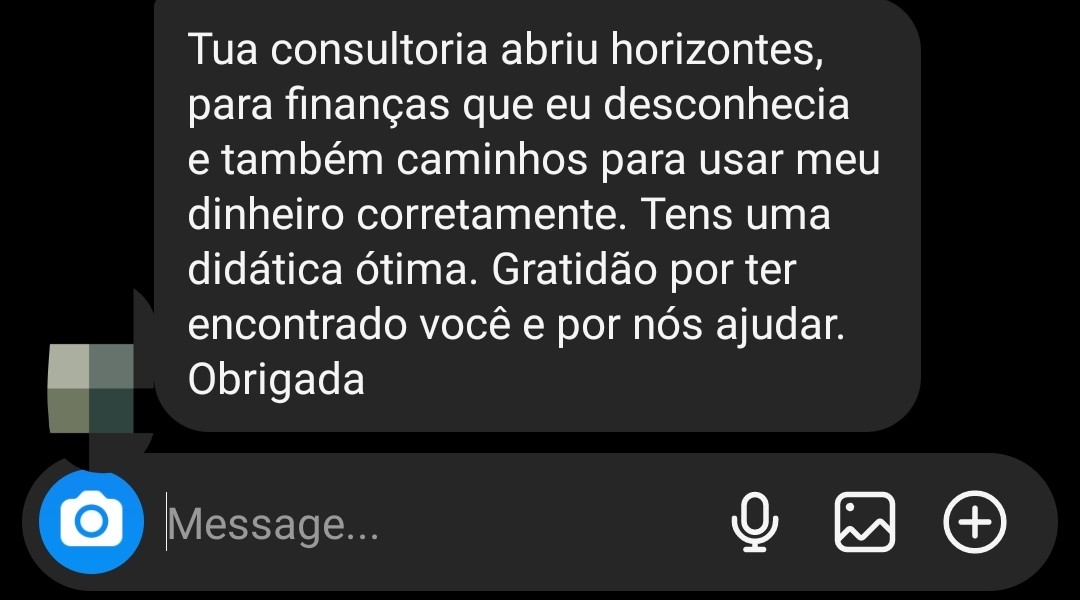 Tua consultoria abriu horizontes,
para finanças que eu desconhecia
e também caminhos para usar meu
dinheiro corretamente. Tens uma
didática ótima. Gratidão por ter
encontrado você e por nós ajudar.
Obrigada
Message...